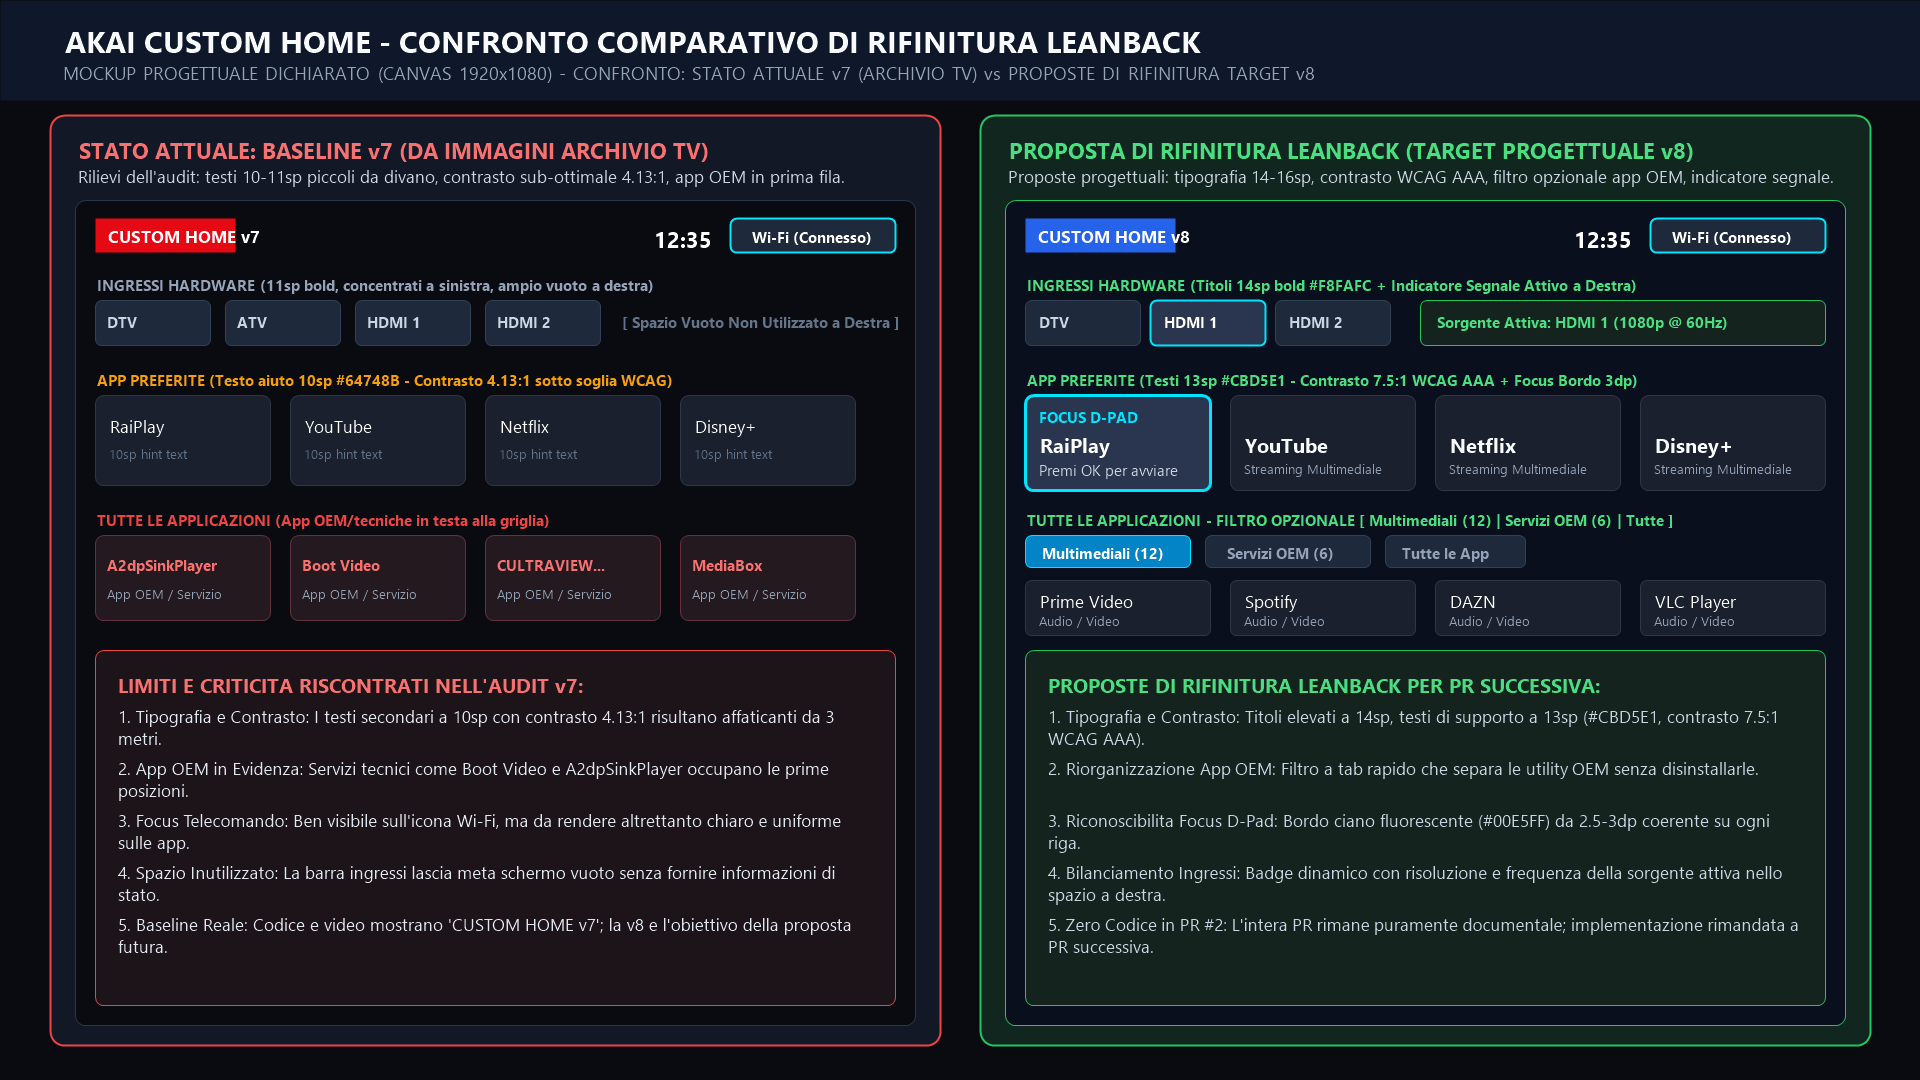 AKAI CUSTOM HOME - CONFRONTO COMPARATIVO DI RIFINITURA LEANBACK
MOCKUP PROGETTUALE DICHIARATO (CANVAS 1920x1080) - CONFRONTO: STATO ATTUALE v7 (ARCHIVIO TV) vs PROPOSTE DI RIFINITURA TARGET v8
STATO ATTUALE: BASELINE v7 (DA IMMAGINI ARCHIVIO TV)
Rilievi dell'audit: testi 10-11sp piccoli da divano, contrasto sub-ottimale 4.13:1, app OEM in prima fila.
CUSTOM HOME v7
12:35
Wi-Fi (Connesso)
INGRESSI HARDWARE (11sp bold, concentrati a sinistra, ampio vuoto a destra)
DTV
ATV
HDMI 1
HDMI 2
[ Spazio Vuoto Non Utilizzato a Destra ]
APP PREFERITE (Testo aiuto 10sp #64748B - Contrasto 4.13:1 sotto soglia WCAG)
RaiPlay
YouTube
Netflix
Disney+
10sp hint text
10sp hint text
10sp hint text
10sp hint text
TUTTE LE APPLICAZIONI (App OEM/tecniche in testa alla griglia)
A2dpSinkPlayer
Boot Video
CULTRAVIEW...
MediaBox
App OEM / Servizio
App OEM / Servizio
App OEM / Servizio
App OEM / Servizio
LIMITI E CRITICITA RISCONTRATI NELL'AUDIT v7:
1. Tipografia e Contrasto: I testi secondari a 10sp con contrasto 4.13:1 risultano affaticanti da 3
metri.
2. App OEM in Evidenza: Servizi tecnici come Boot Video e A2dpSinkPlayer occupano le prime
posizioni.
3. Focus Telecomando: Ben visibile sull'icona Wi-Fi, ma da rendere altrettanto chiaro e uniforme
sulle app.
4. Spazio Inutilizzato: La barra ingressi lascia meta schermo vuoto senza fornire informazioni di
stato.
5. Baseline Reale: Codice e video mostrano 'CUSTOM HOME v7'; la v8 e l'obiettivo della proposta
futura.
PROPOSTA DI RIFINITURA LEANBACK (TARGET PROGETTUALE v8)
Proposte progettuali: tipografia 14-16sp, contrasto WCAG AAA, filtro opzionale app OEM, indicatore segnale.
CUSTOM HOME v8
12:35
Wi-Fi (Connesso)
INGRESSI HARDWARE (Titoli 14sp bold #F8FAFC + Indicatore Segnale Attivo a Destra)
DTV
HDMI 1
HDMI 2
Sorgente Attiva: HDMI 1 (1080p @ 60Hz)
APP PREFERITE (Testi 13sp #CBD5E1 - Contrasto 7.5:1 WCAG AAA + Focus Bordo 3dp)
FOCUS D-PAD
RaiPlay
YouTube
Netflix
Disney+
Premi OK per avviare
Streaming Multimediale
Streaming Multimediale
Streaming Multimediale
TUTTE LE APPLICAZIONI - FILTRO OPZIONALE [ Multimediali (12) | Servizi OEM (6) | Tutte ]
Multimediali (12)
Servizi OEM (6)
Tutte le App
Prime Video
Spotify
DAZN
VLC Player
Audio / Video
Audio / Video
Audio / Video
Audio / Video
PROPOSTE DI RIFINITURA LEANBACK PER PR SUCCESSIVA:
1. Tipografia e Contrasto: Titoli elevati a 14sp, testi di supporto a 13sp (#CBD5E1, contrasto 7.5:1
WCAG AAA).
2. Riorganizzazione App OEM: Filtro a tab rapido che separa le utility OEM senza disinstallarle.
3. Riconoscibilita Focus D-Pad: Bordo ciano fluorescente (#00E5FF) da 2.5-3dp coerente su ogni
riga.
4. Bilanciamento Ingressi: Badge dinamico con risoluzione e frequenza della sorgente attiva nello
spazio a destra.
5. Zero Codice in PR #2: L'intera PR rimane puramente documentale; implementazione rimandata a
PR successiva.